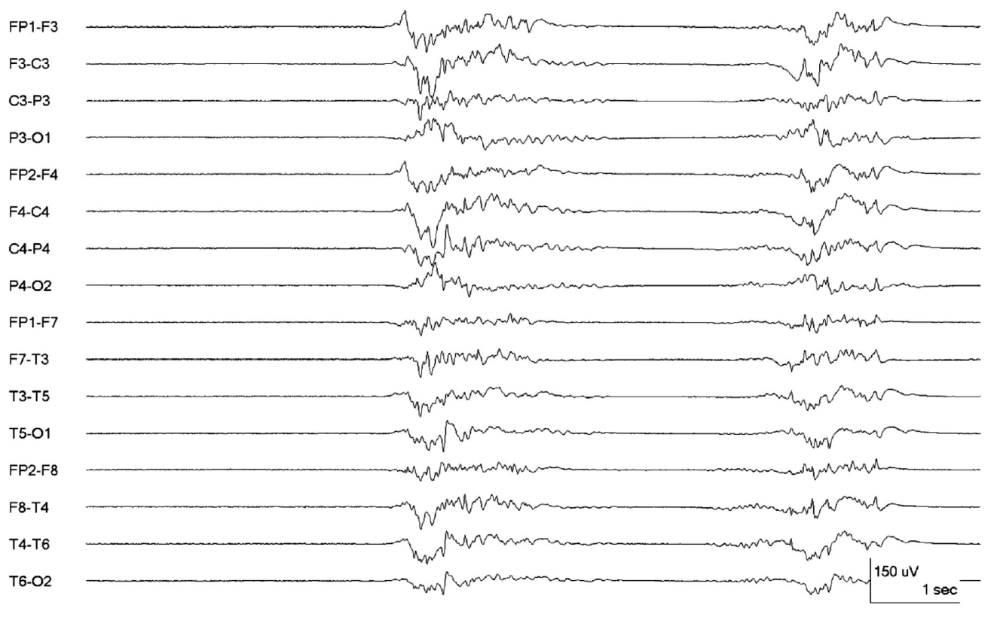 FP1-F3
F3-C3
C3-P3
P3-O1
FP2-F4
F4-C4
C4-P4
P4-O2
FP1-F7
F7-T3
T3-T5
T5-O1
FP2-F8
F8-T4
T4-T6
T6-O2
150 uV
1 sec